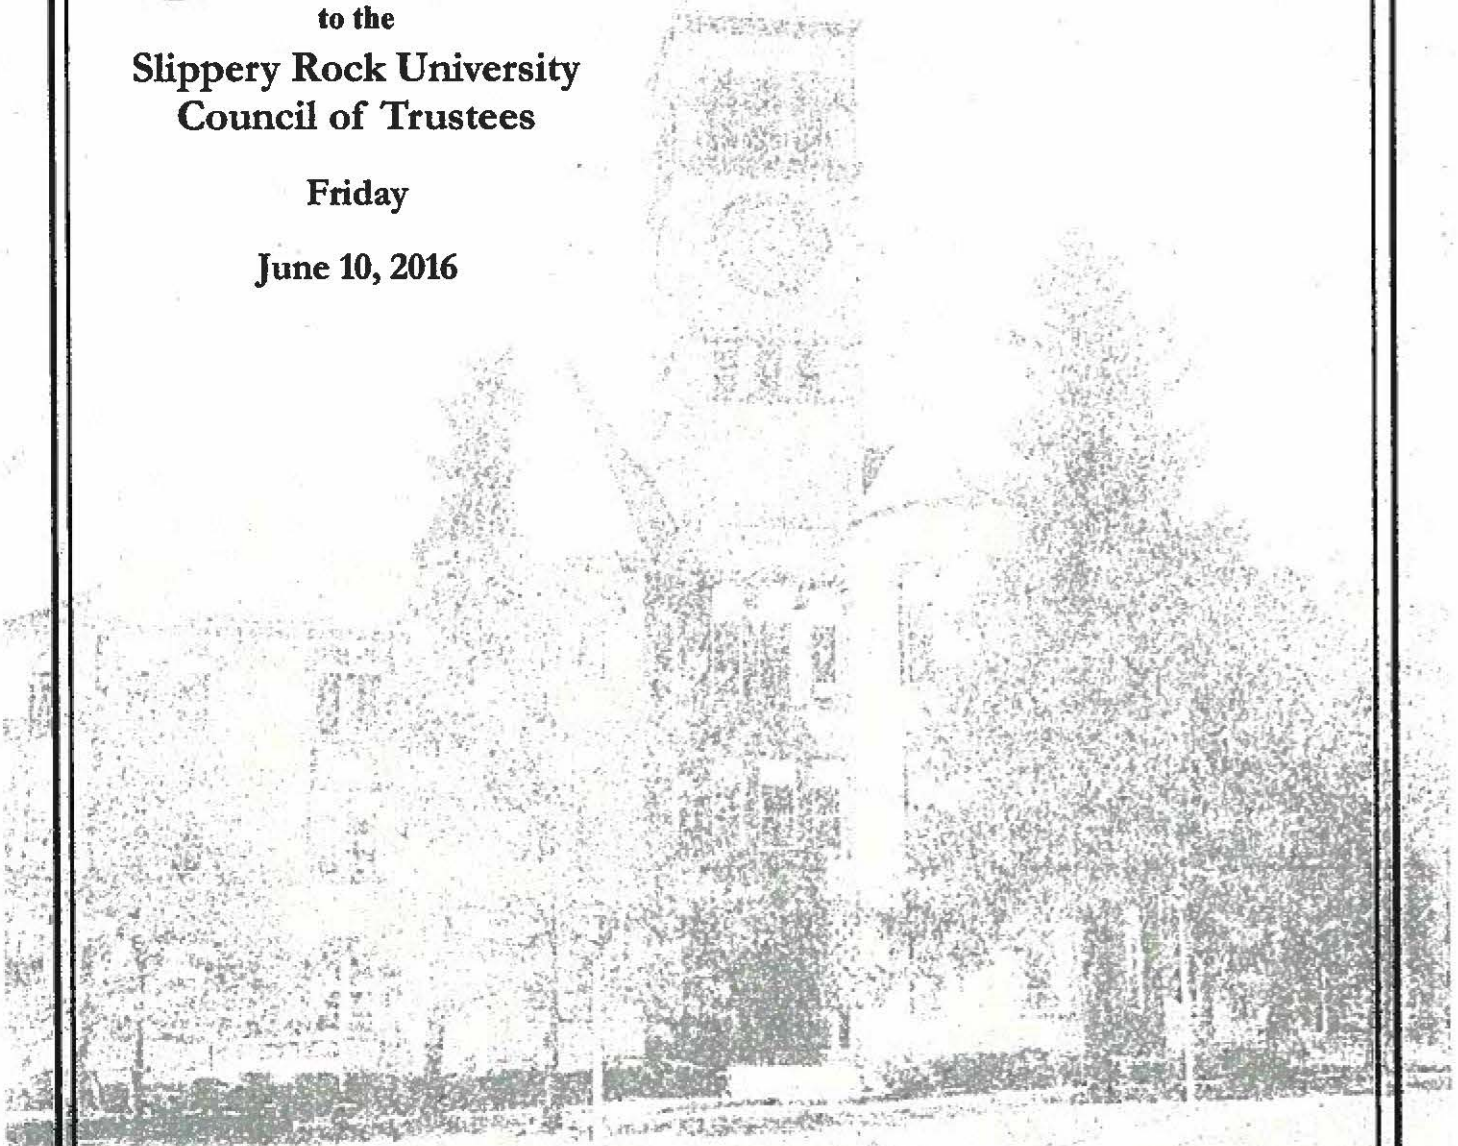 to the
Slippery Rock University
Council of Trustees
Friday
June 10, 2016